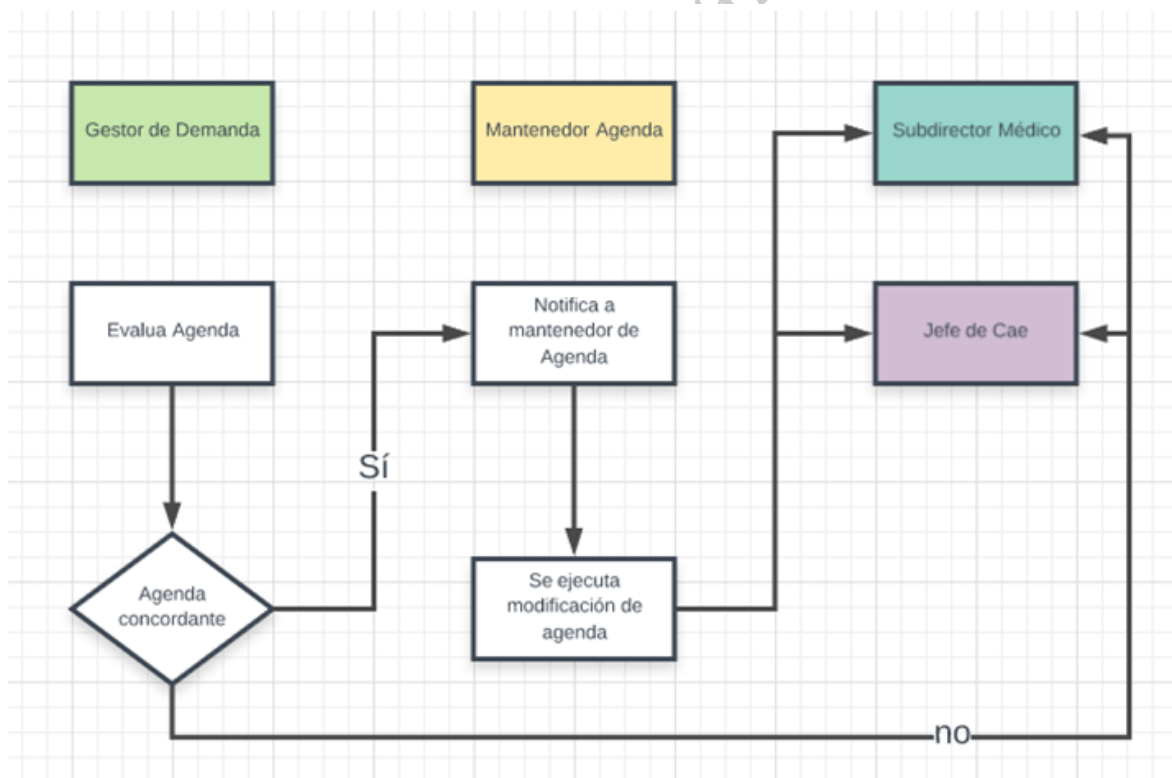 Gestor de Demanda
Mantenedor Agenda
Subdirector Médico
Evalua Agenda
Notifica a
mantenedor de
Agenda
Jefe de Cae
Sí
Agenda
concordante
Se ejecuta
modificación de
agenda
no